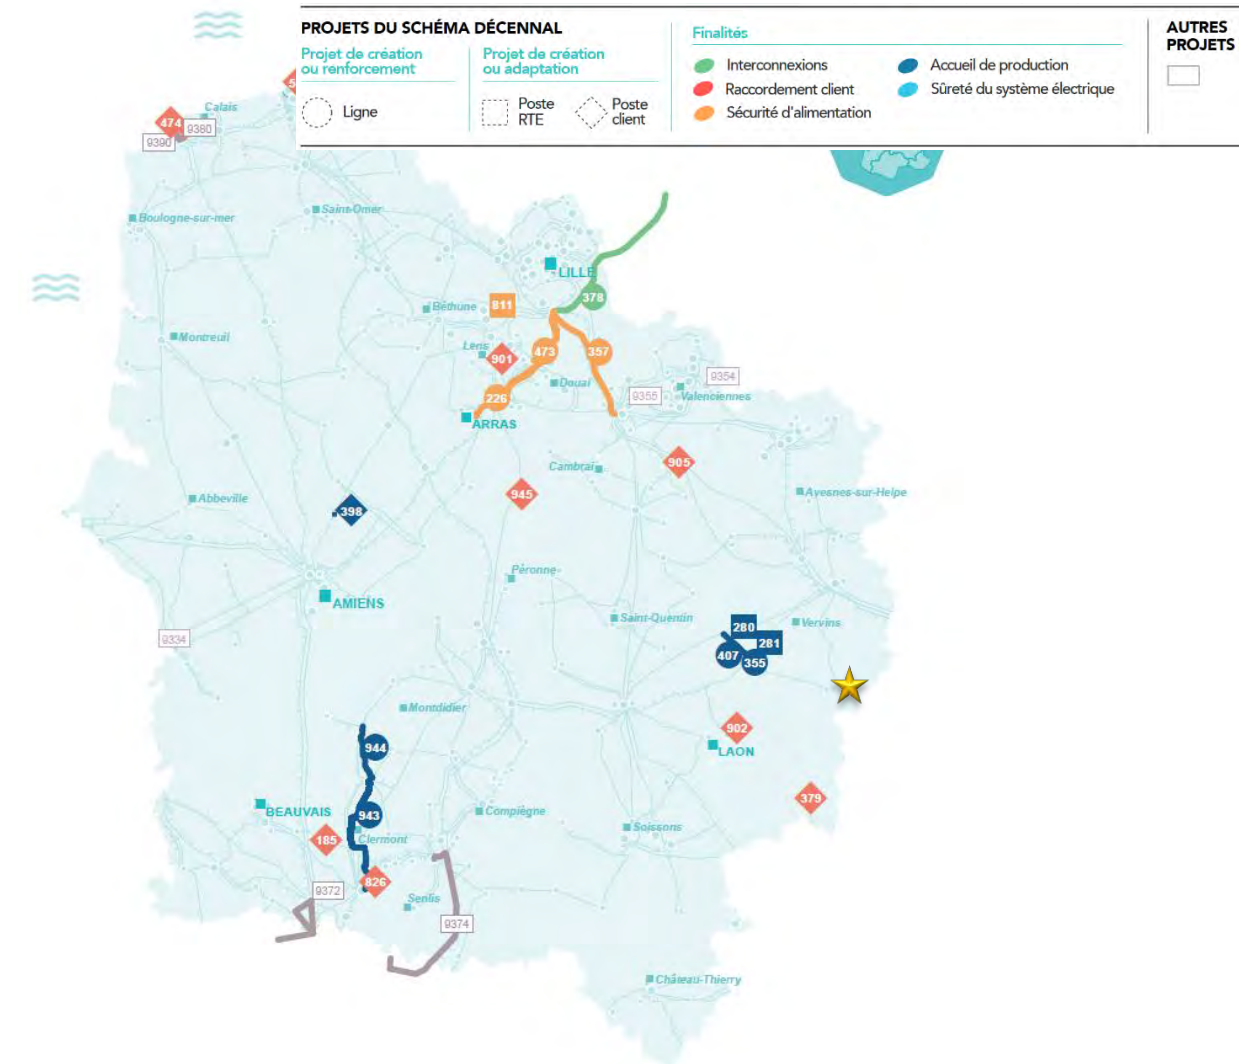 PROJETS DU SCHÉMA DÉCENNAL
Projet de création
ou renforcement
Ligne
Projet de création
ou adaptation
Poste
RTE
Poste
client
Finalités
Interconnexions
Raccordement client
Sécurité d'alimentation
Accueil de production
Sûreté du système électrique
AUTRES
PROJETS
Calais
474
9380
9390
Boulogne-sur-mer
Saint-Omer
LILLE
378
Béthune
811
Montreuil
Lens
901
473
357
Douai
9354
9355
Valenciennes
226
ARRAS
Cambrai
905
945
Avesnes-sur-Helpe
Abbeville
398
Péronne
AMIENS
Saint-Quentin
280
Vervins
281
9334
407
355
Montdidier
902
LAON
944
379
BEAUVAIS
943
Compiègne
Soissons
185
Clermont
826
9372
Senlis
9374
Château-Thierry